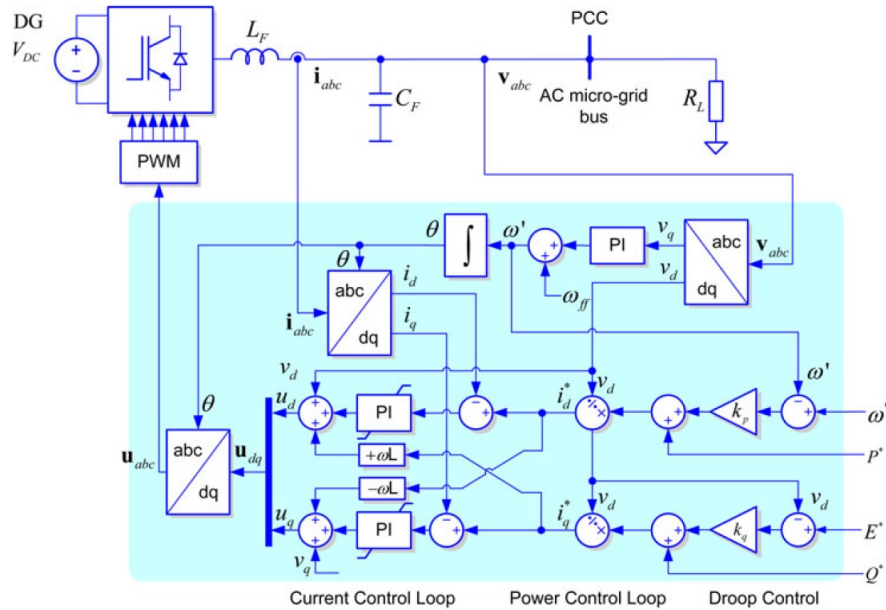 DG
V_DC
L_F
i_abc
C_F
v_abc
PCC
AC micro-grid
bus
R_L
PWM
θ
∫
ω'
PI
v_q
v_d
abc
dq
v_abc
ω_ff
θ
abc
dq
i_d
i_q
i_abc
ω'
v_d
u_d
PI
i_d^*
v_d
k_p
ω^*
P^*
θ
abc
dq
u_abc
u_dq
+ωL
−ωL
u_q
PI
i_q^*
v_d
k_q
v_d
E^*
Q^*
v_q
Current Control Loop
Power Control Loop
Droop Control